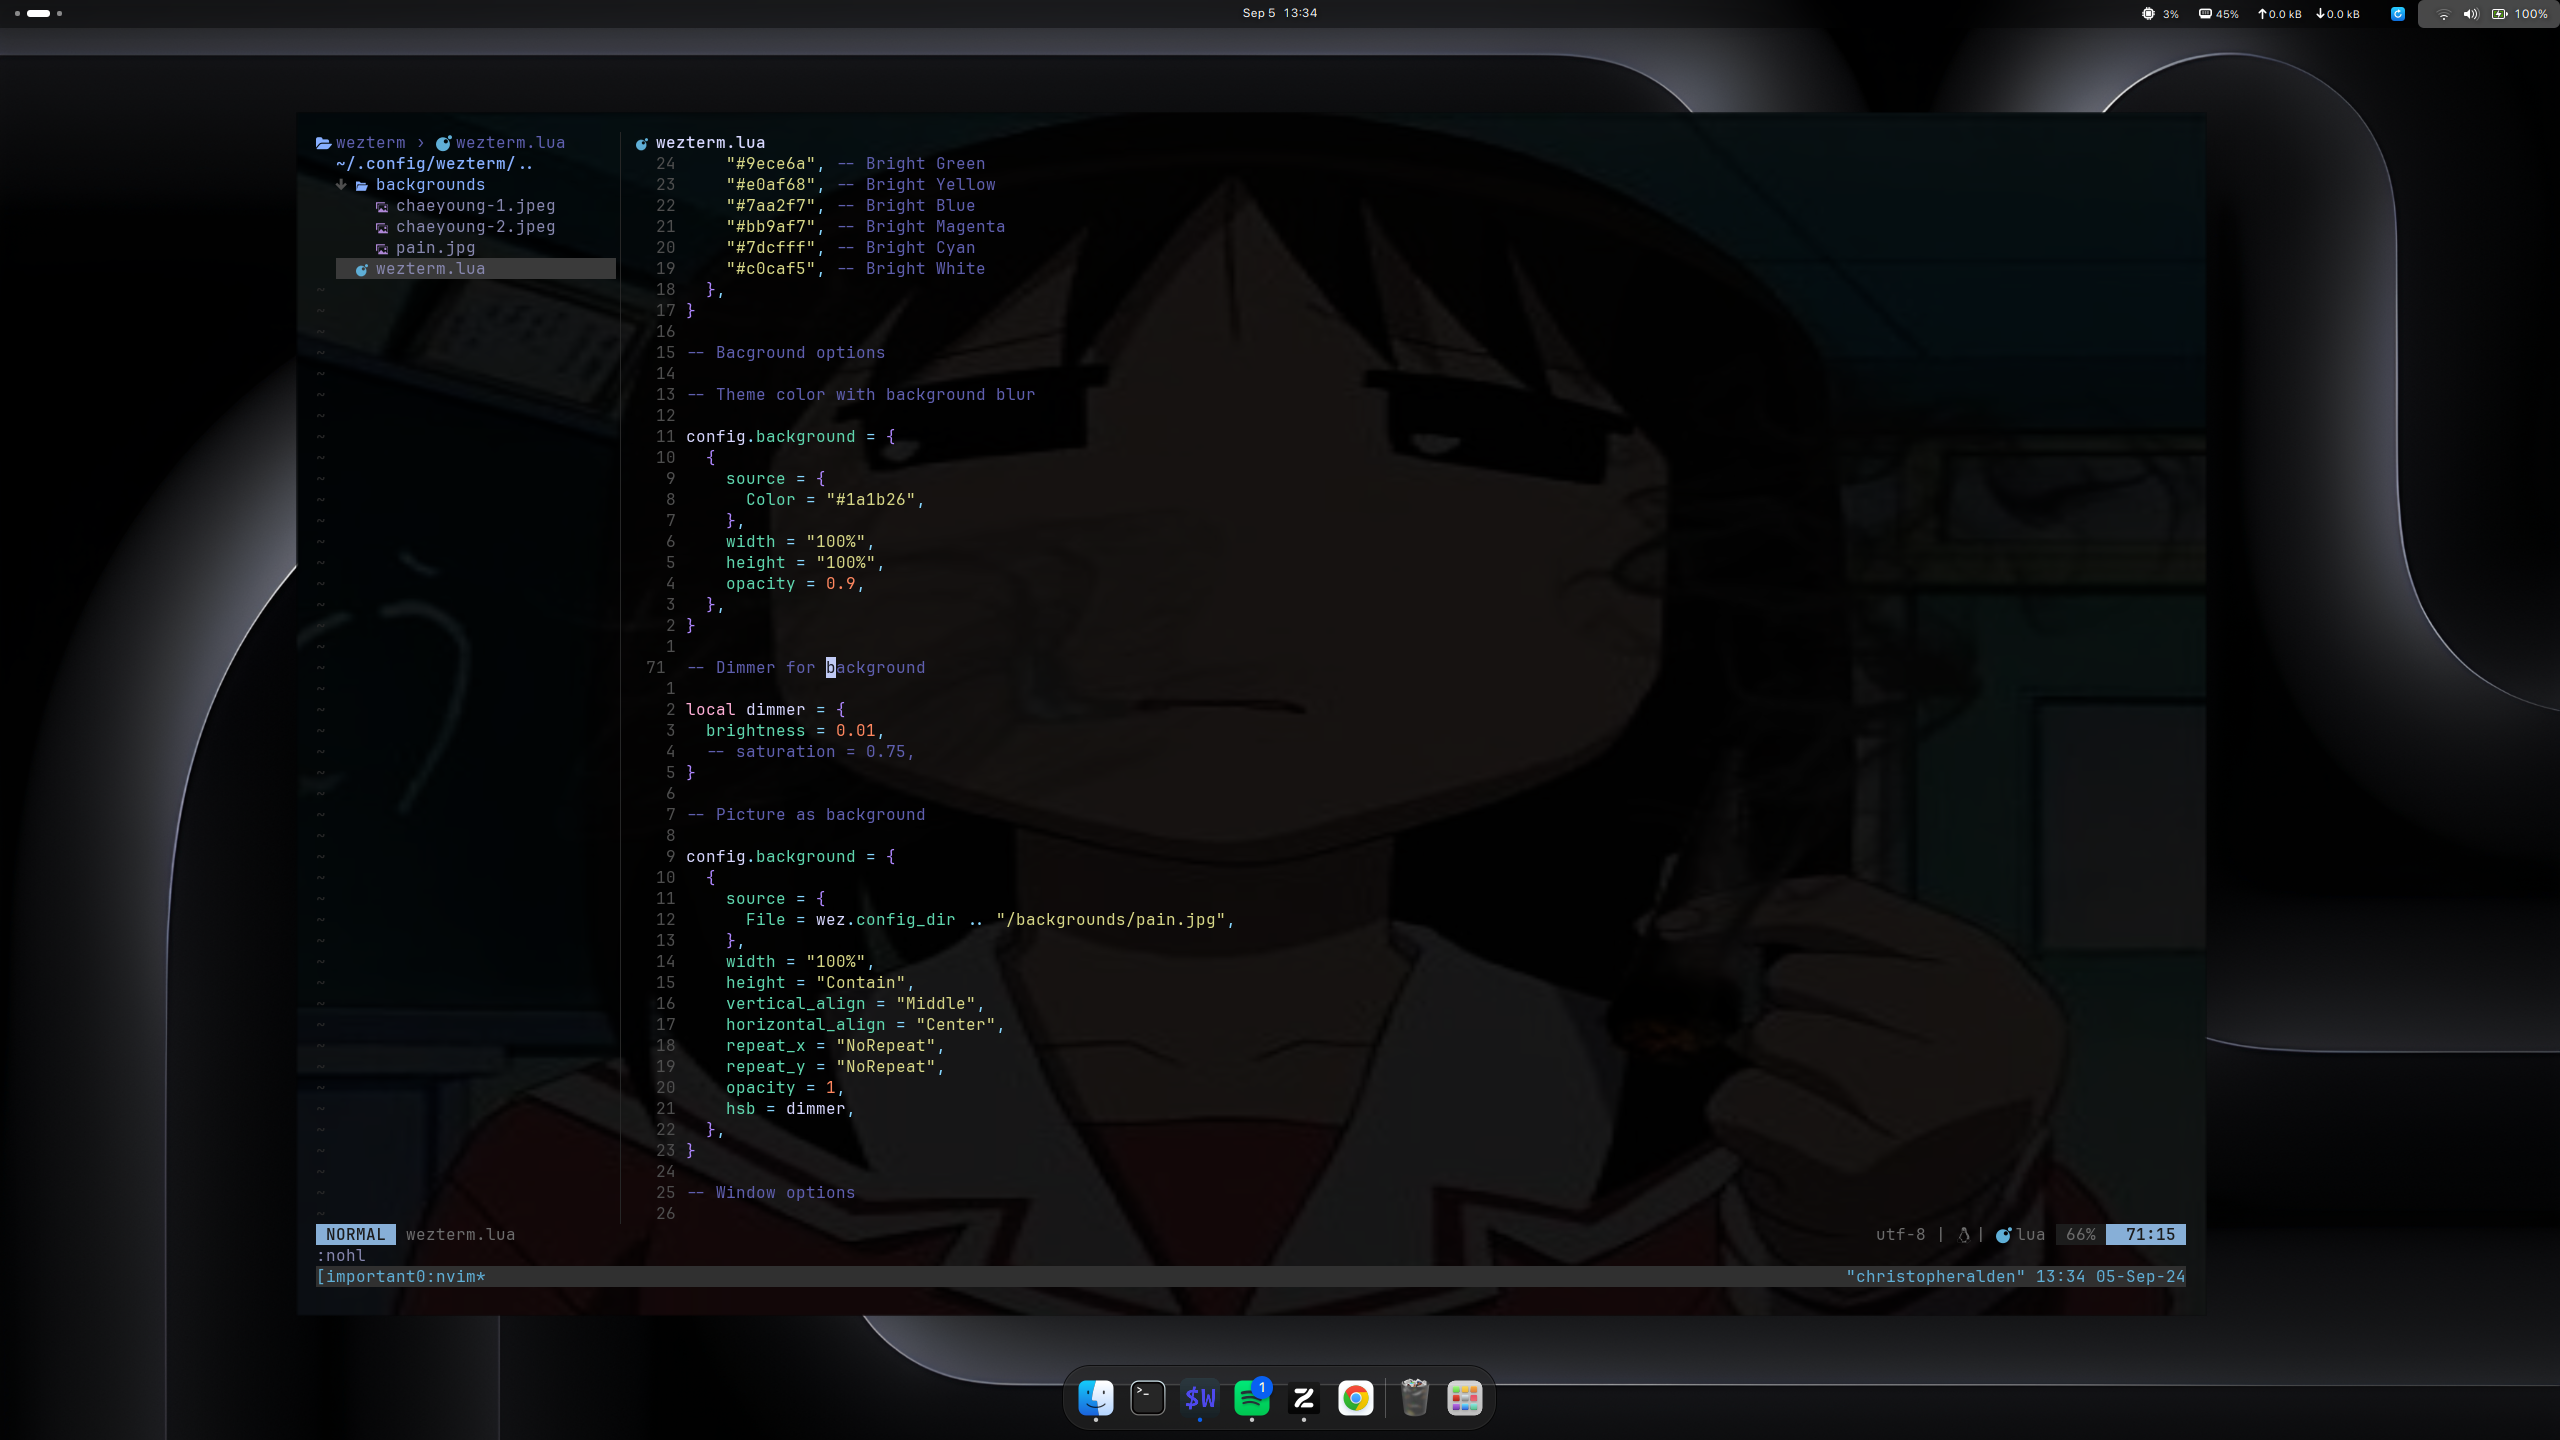 Sep 5 13:34
3% 45% ↑0.0 kB ↓0.0 kB 100%
wezterm › wezterm.lua
~/.config/wezterm/..
backgrounds
chaeyoung-1.jpeg
chaeyoung-2.jpeg
pain.jpg
wezterm.lua
wezterm.lua
24 "#9ece6a", -- Bright Green
23 "#e0af68", -- Bright Yellow
22 "#7aa2f7", -- Bright Blue
21 "#bb9af7", -- Bright Magenta
20 "#7dcfff", -- Bright Cyan
19 "#c0caf5", -- Bright White
18 },
17 }
16
15 -- Bacground options
14
13 -- Theme color with background blur
12
11 config.background = {
10 {
9 source = {
8 Color = "#1a1b26",
7 },
6 width = "100%",
5 height = "100%",
4 opacity = 0.9,
3 },
2 }
1
71 -- Dimmer for background
1
2 local dimmer = {
3 brightness = 0.01,
4 -- saturation = 0.75,
5 }
6
7 -- Picture as background
8
9 config.background = {
10 {
11 source = {
12 File = wez.config_dir .. "/backgrounds/pain.jpg",
13 },
14 width = "100%",
15 height = "Contain",
16 vertical_align = "Middle",
17 horizontal_align = "Center",
18 repeat_x = "NoRepeat",
19 repeat_y = "NoRepeat",
20 opacity = 1,
21 hsb = dimmer,
22 },
23 }
24
25 -- Window options
26
NORMAL wezterm.lua utf-8 | | lua 66% 71:15
:nohl
[important0:nvim* "christopheralden" 13:34 05-Sep-24
>_ $W 1